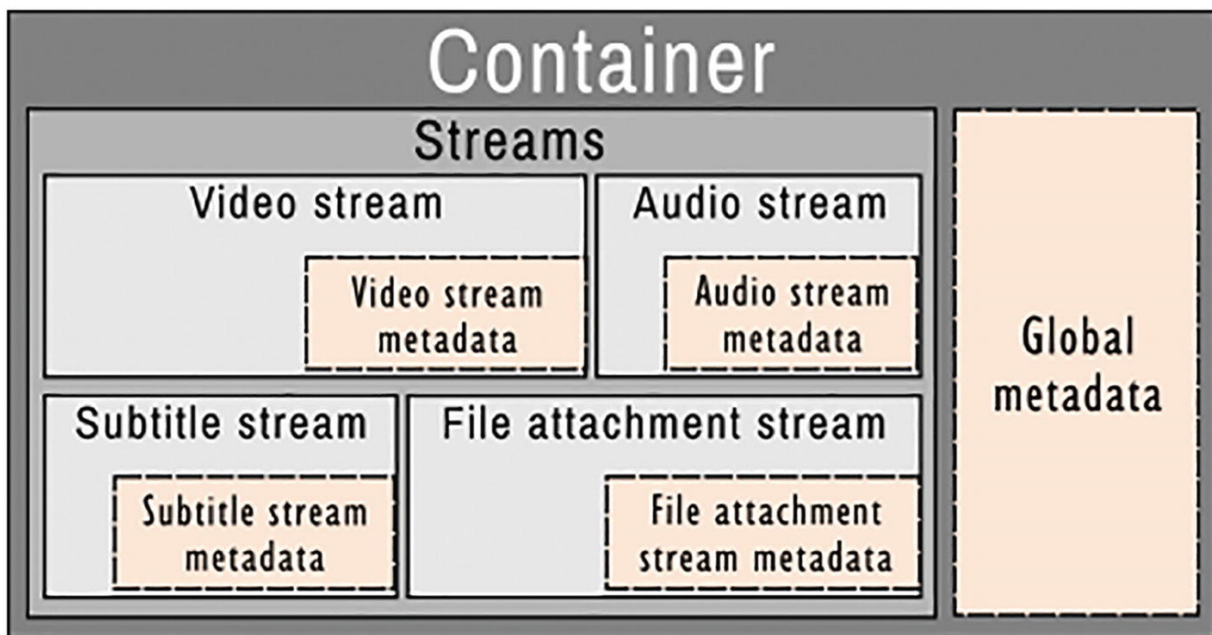 Container
Streams
Video stream
Video stream
metadata
Audio stream
Audio stream
metadata
Subtitle stream
Subtitle stream
metadata
File attachment stream
File attachment
stream metadata
Global
metadata